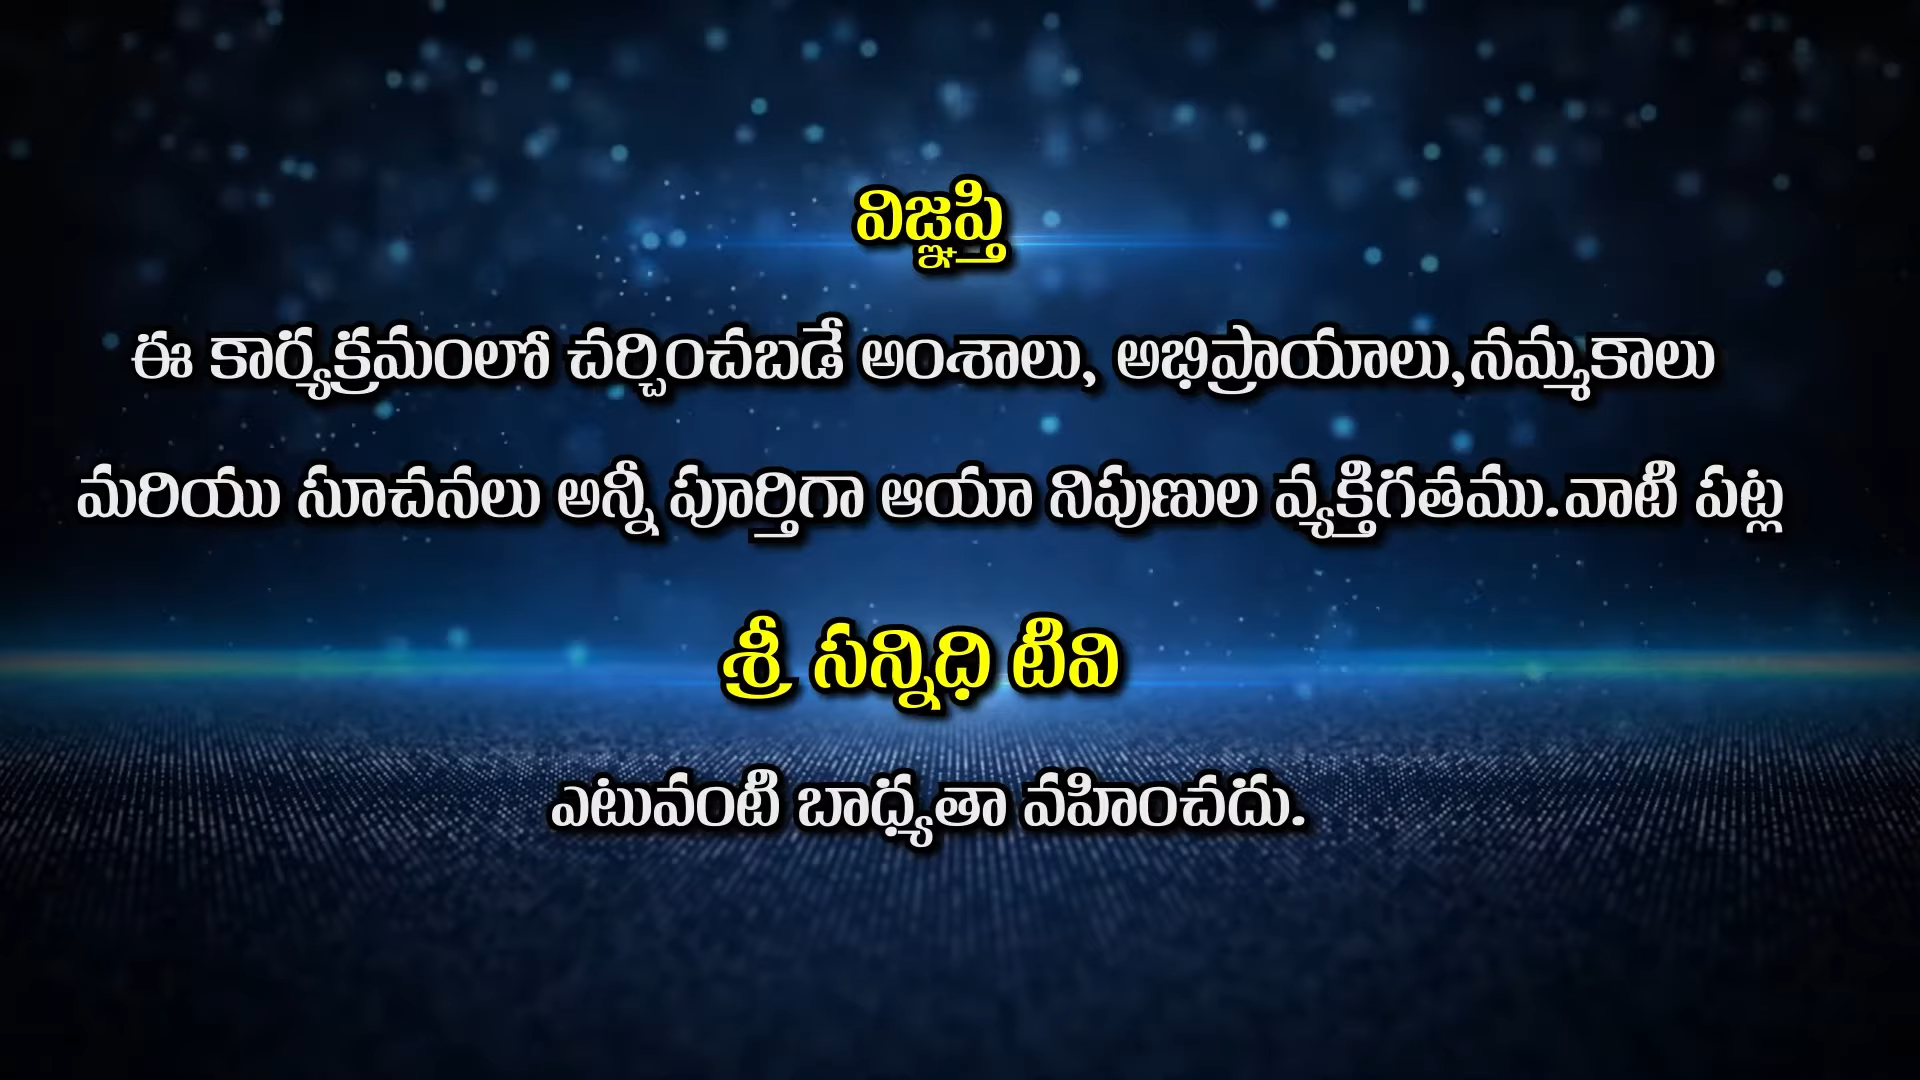 విజ్ఞప్తి
ఈ కార్యక్రమంలో చర్చించబడే అంశాలు, అభిప్రాయాలు,నమ్మకాలు
మరియు సూచనలు అన్నీ పూర్తిగా ఆయా నిపుణుల వ్యక్తిగతము.వాటి పట్ల
శ్రీ సన్నిధి టీవి
ఎటువంటి బాధ్యతా వహించదు.